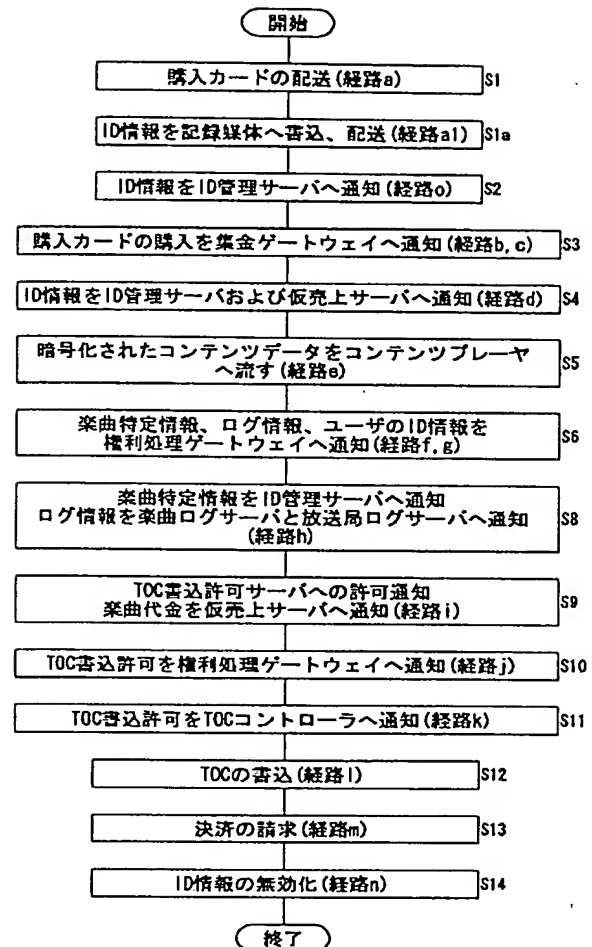 開始
購入カードの配送(経路a) S1
ID情報を記録媒体へ書込、配送(経路a1) S1a
ID情報をID管理サーバへ通知(経路o) S2
購入カードの購入を集金ゲートウェイへ通知(経路b,c) S3
ID情報をID管理サーバおよび仮売上サーバへ通知(経路d) S4
暗号化されたコンテンツデータをコンテンツプレーヤ
へ流す(経路e) S5
楽曲特定情報、ログ情報、ユーザのID情報を
権利処理ゲートウェイへ通知(経路f,g) S6
楽曲特定情報をID管理サーバへ通知
ログ情報を楽曲ログサーバと放送局ログサーバへ通知 S8
(経路h)
TOC書込許可サーバへの許可通知
楽曲代金を仮売上サーバへ通知(経路i) S9
TOC書込許可を権利処理ゲートウェイへ通知(経路j) S10
TOC書込許可をTOCコントローラへ通知(経路k) S11
TOCの書込(経路l) S12
決済の請求(経路m) S13
ID情報の無効化(経路n) S14
終了